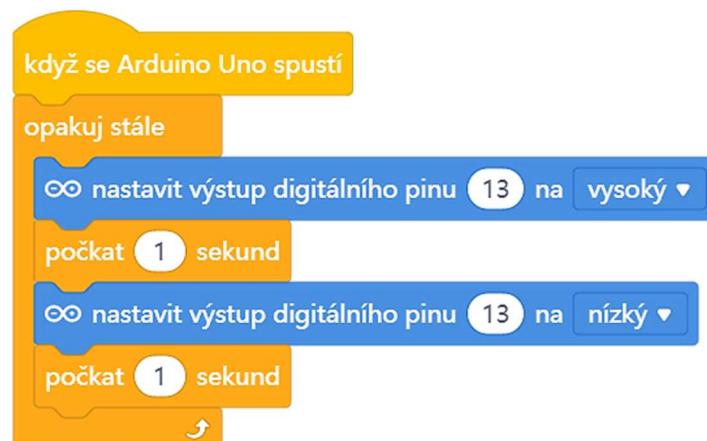 když se Arduino Uno spustí
opakuj stále
nastavit výstup digitálního pinu 13 na vysoký
počkat 1 sekund
nastavit výstup digitálního pinu 13 na nízký
počkat 1 sekund